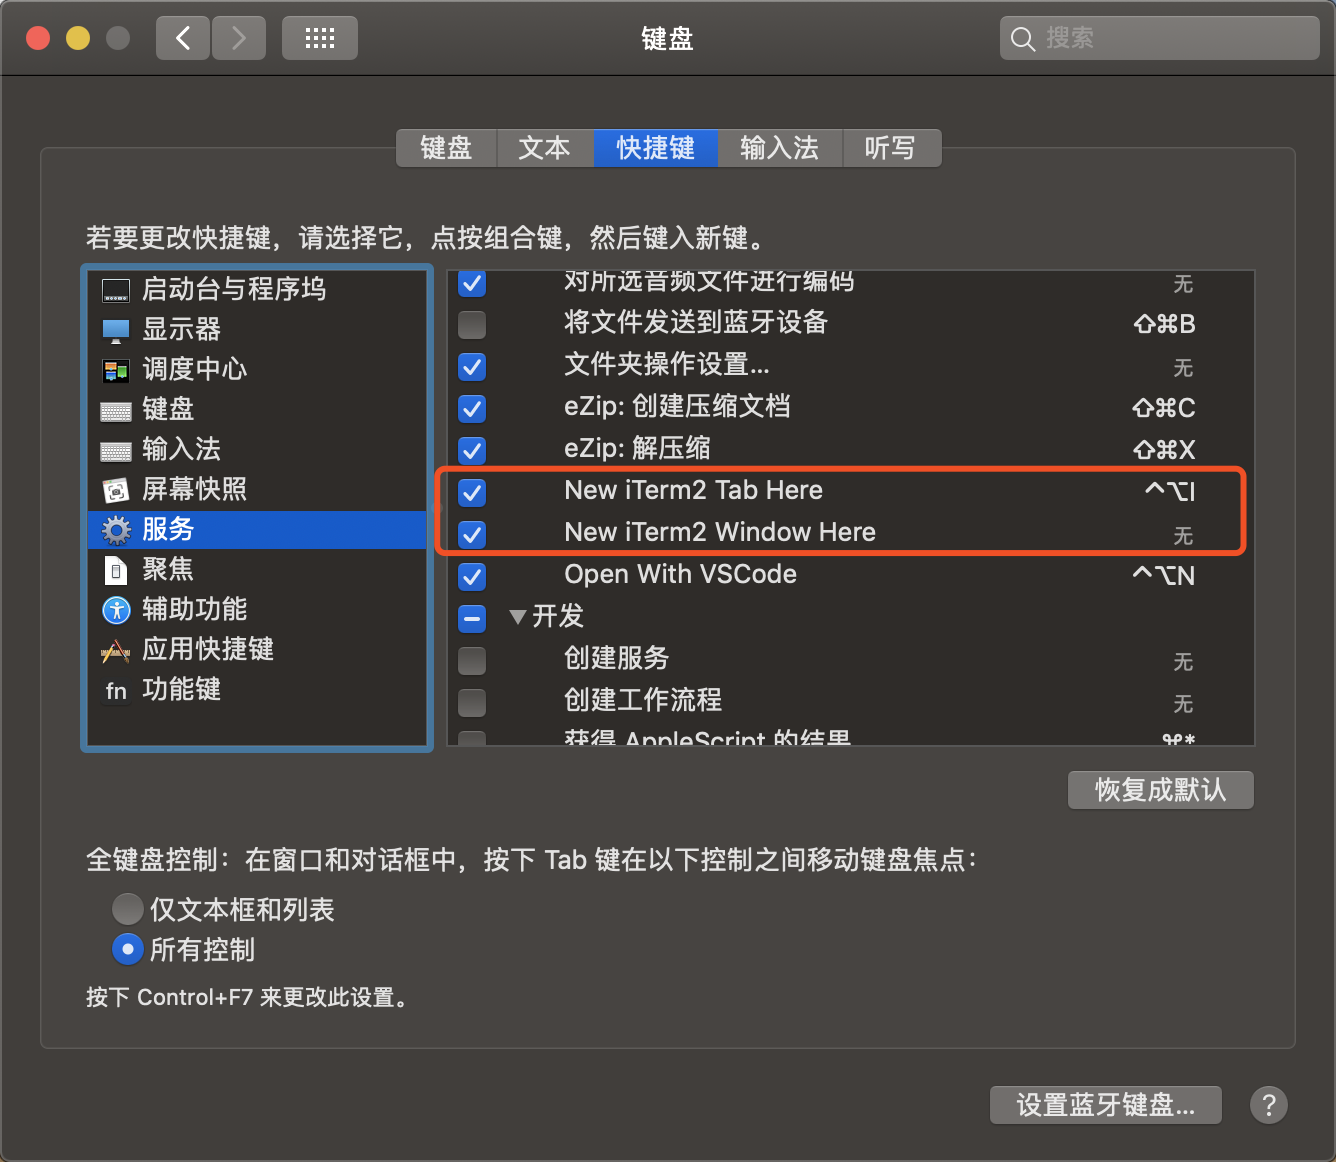 键盘
搜索
键盘 文本 快捷键 输入法 听写
若要更改快捷键，请选择它，点按组合键，然后键入新键。
启动台与程序坞
显示器
调度中心
键盘
输入法
屏幕快照
服务
聚焦
辅助功能
应用快捷键
fn 功能键
对所选音频文件进行编码 无
将文件发送到蓝牙设备 ⇧⌘B
文件夹操作设置... 无
eZip: 创建压缩文档 ⇧⌘C
eZip: 解压缩 ⇧⌘X
New iTerm2 Tab Here ^⌥I
New iTerm2 Window Here 无
Open With VSCode ^⌥N
▼开发
创建服务 无
创建工作流程 无
获得 AppleScript 的结果 ⌘*
恢复成默认
全键盘控制：在窗口和对话框中，按下 Tab 键在以下控制之间移动键盘焦点：
仅文本框和列表
所有控制
按下 Control+F7 来更改此设置。
设置蓝牙键盘...
?